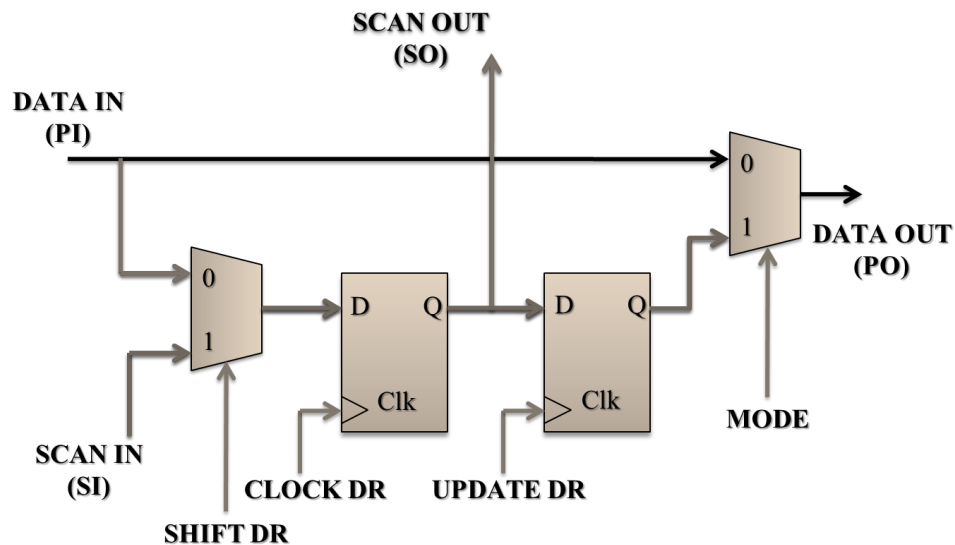 SCAN OUT
(SO)
DATA IN
(PI)
0
1
DATA OUT
(PO)
0
1
D
Q
Clk
D
Q
Clk
MODE
SCAN IN
(SI)
CLOCK DR
UPDATE DR
SHIFT DR